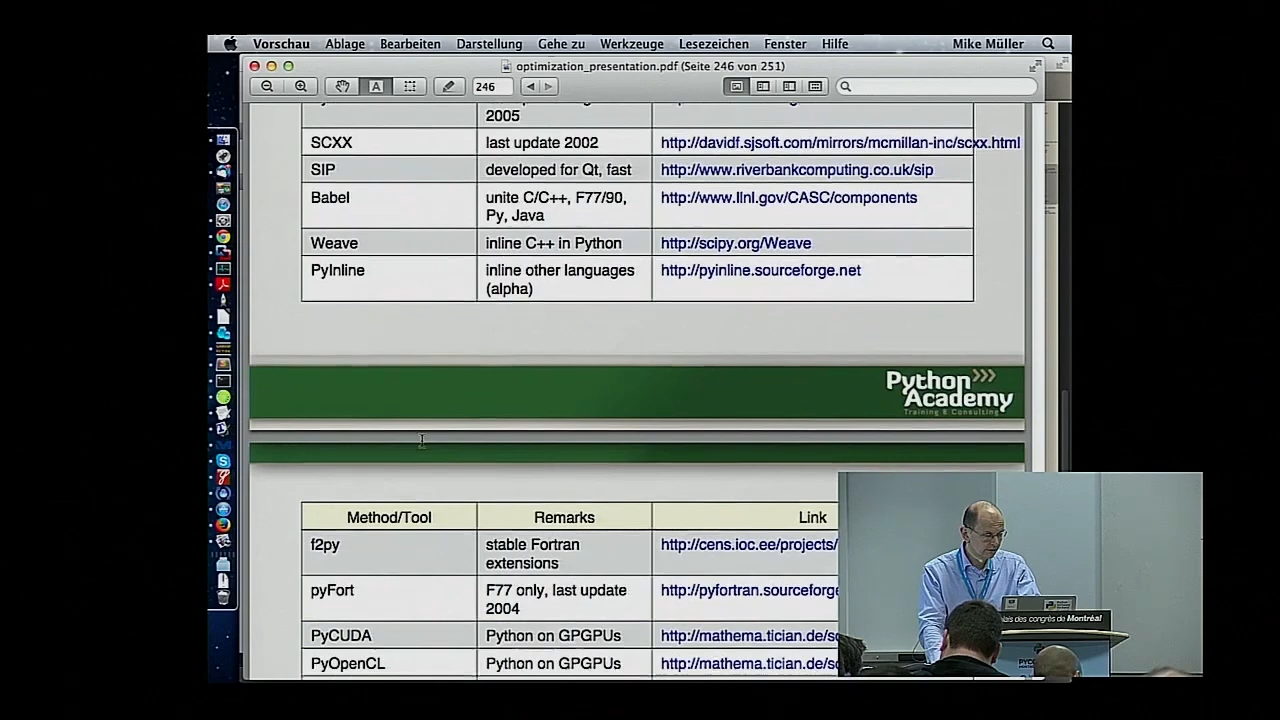 Vorschau Ablage Bearbeiten Darstellung Gehe zu Werkzeuge Lesezeichen Fenster Hilfe Mike Müller
optimization_presentation.pdf (Seite 246 von 251)
246
2005
SCXX last update 2002 http://davidf.sjsoft.com/mirrors/mcmillan-inc/scxx.html
SIP developed for Qt, fast http://www.riverbankcomputing.co.uk/sip
Babel unite C/C++, F77/90, http://www.llnl.gov/CASC/components
Py, Java
Weave inline C++ in Python http://scipy.org/Weave
PyInline inline other languages http://pyinline.sourceforge.net
(alpha)
Python
Academy
Training & Consulting
Method/Tool Remarks Link
f2py stable Fortran http://cens.ioc.ee/projects/
extensions
pyFort F77 only, last update http://pyfortran.sourceforge
2004
PyCUDA Python on GPGPUs http://mathema.tician.de/so
PyOpenCL Python on GPGPUs http://mathema.tician.de/so
des congrès de Montréal